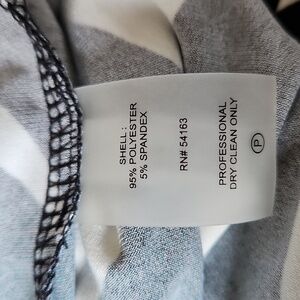 SHELL :
95% POLYESTER
5% SPANDEX
RN# 54163
PROFESSIONAL
DRY CLEAN ONLY
P